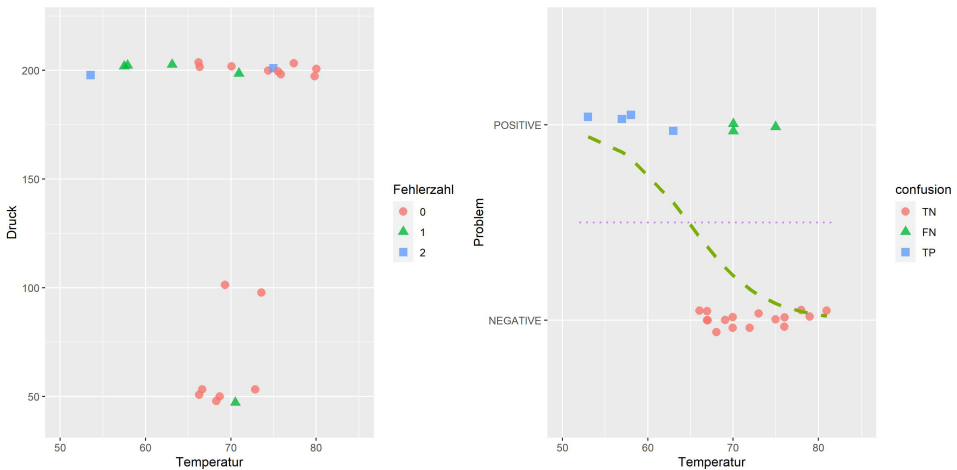 200
150
100
50
50 60 70 80
Temperatur
Druck
Fehlerzahl
0
1
2
POSITIVE
NEGATIVE
50 60 70 80
Temperatur
Problem
confusion
TN
FN
TP